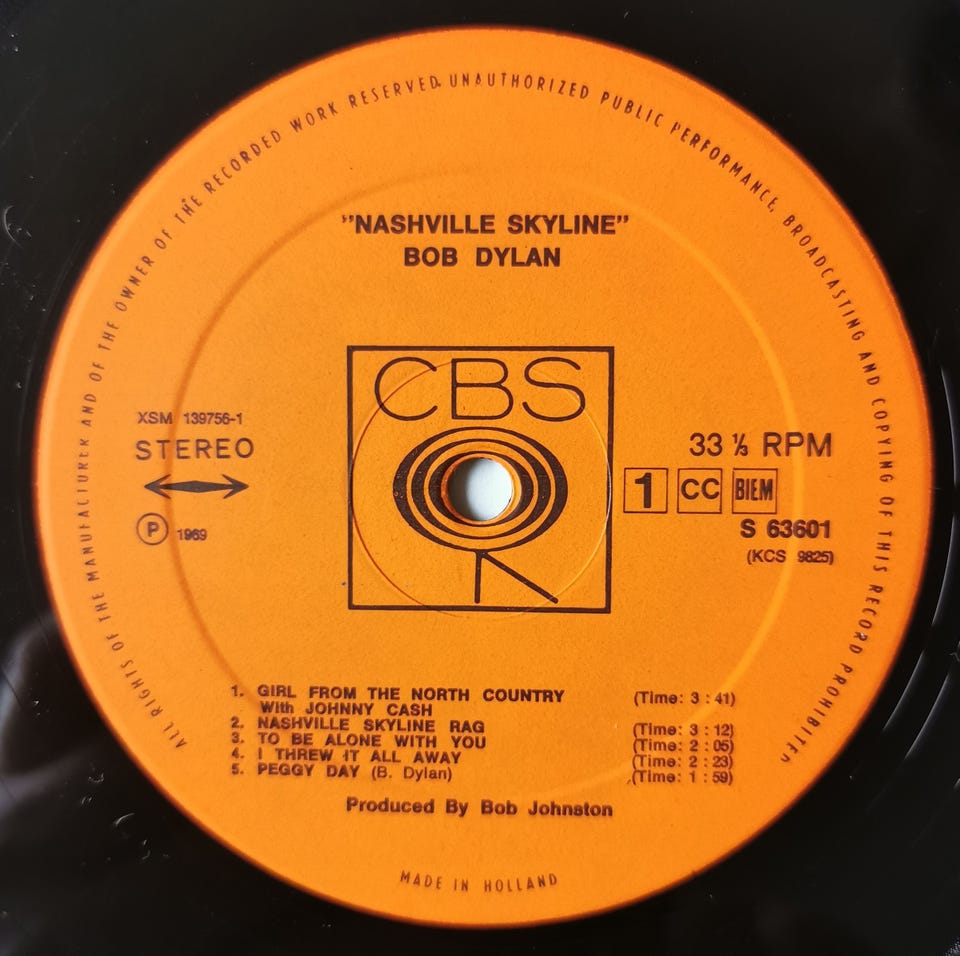 ALL RIGHTS OF THE MANUFACTURER AND OF THE OWNER OF THE RECORDED WORK RESERVED. UNAUTHORIZED PUBLIC PERFORMANCE, BROADCASTING AND COPYING OF THIS RECORD PROHIBITED
"NASHVILLE SKYLINE"
BOB DYLAN
CBS
R
XSM 139756-1
STEREO
℗ 1969
33 ⅓ RPM
1 CC BIEM
S 63601
(KCS 9825)
1. GIRL FROM THE NORTH COUNTRY (Time: 3 : 41)
With JOHNNY CASH
2. NASHVILLE SKYLINE RAG (Time: 3 : 12)
3. TO BE ALONE WITH YOU (Time: 2 : 05)
4. I THREW IT ALL AWAY (Time: 2 : 23)
5. PEGGY DAY (B. Dylan) (Time: 1 : 59)
Produced By Bob Johnston
MADE IN HOLLAND